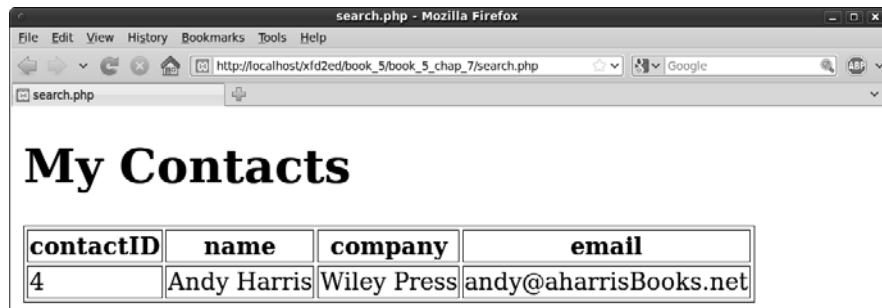 search.php - Mozilla Firefox
File Edit View History Bookmarks Tools Help
http://localhost/xfd2ed/book_5/book_5_chap_7/search.php Google ABP
search.php
My Contacts
contactID name company email
4 Andy Harris Wiley Press andy@aharrisBooks.net